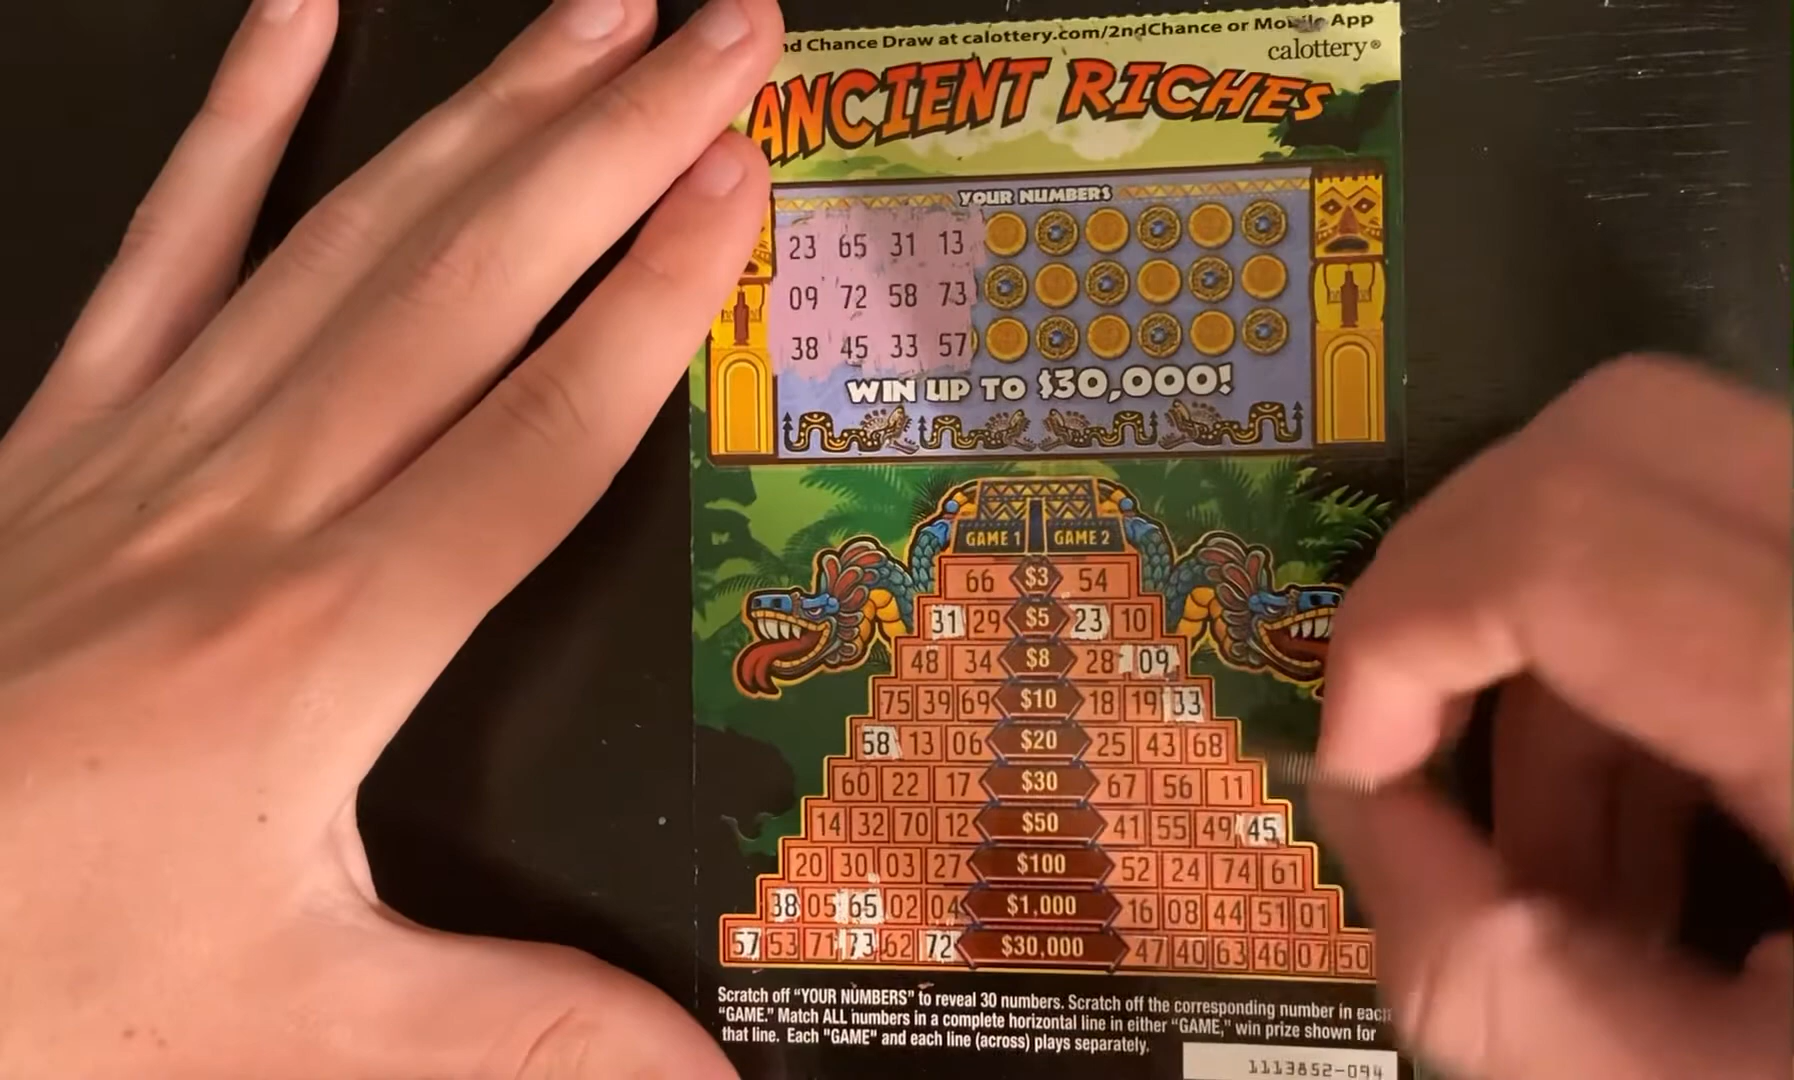 nd Chance Draw at calottery.com/2ndChance or Mobile App
calottery®
ANCIENT RICHES
YOUR NUMBERS
23 65 31 13
09 72 58 73
38 45 33 57
WIN UP TO $30,000!
GAME 1 GAME 2
66 $3 54
31 29 $5 23 10
48 34 $8 28 09
75 39 69 $10 18 19 33
58 13 06 $20 25 43 68
60 22 17 $30 67 56 11
14 32 70 12 $50 41 55 49 45
20 30 03 27 $100 52 24 74 61
38 05 65 02 04 $1,000 16 08 44 51 01
57 53 71 73 62 72 $30,000 47 40 63 46 07 50
Scratch off “YOUR NUMBERS” to reveal 30 numbers. Scratch off the corresponding number in each
“GAME.” Match ALL numbers in a complete horizontal line in either “GAME,” win prize shown for
that line. Each "GAME" and each line (across) plays separately.
1113852-094